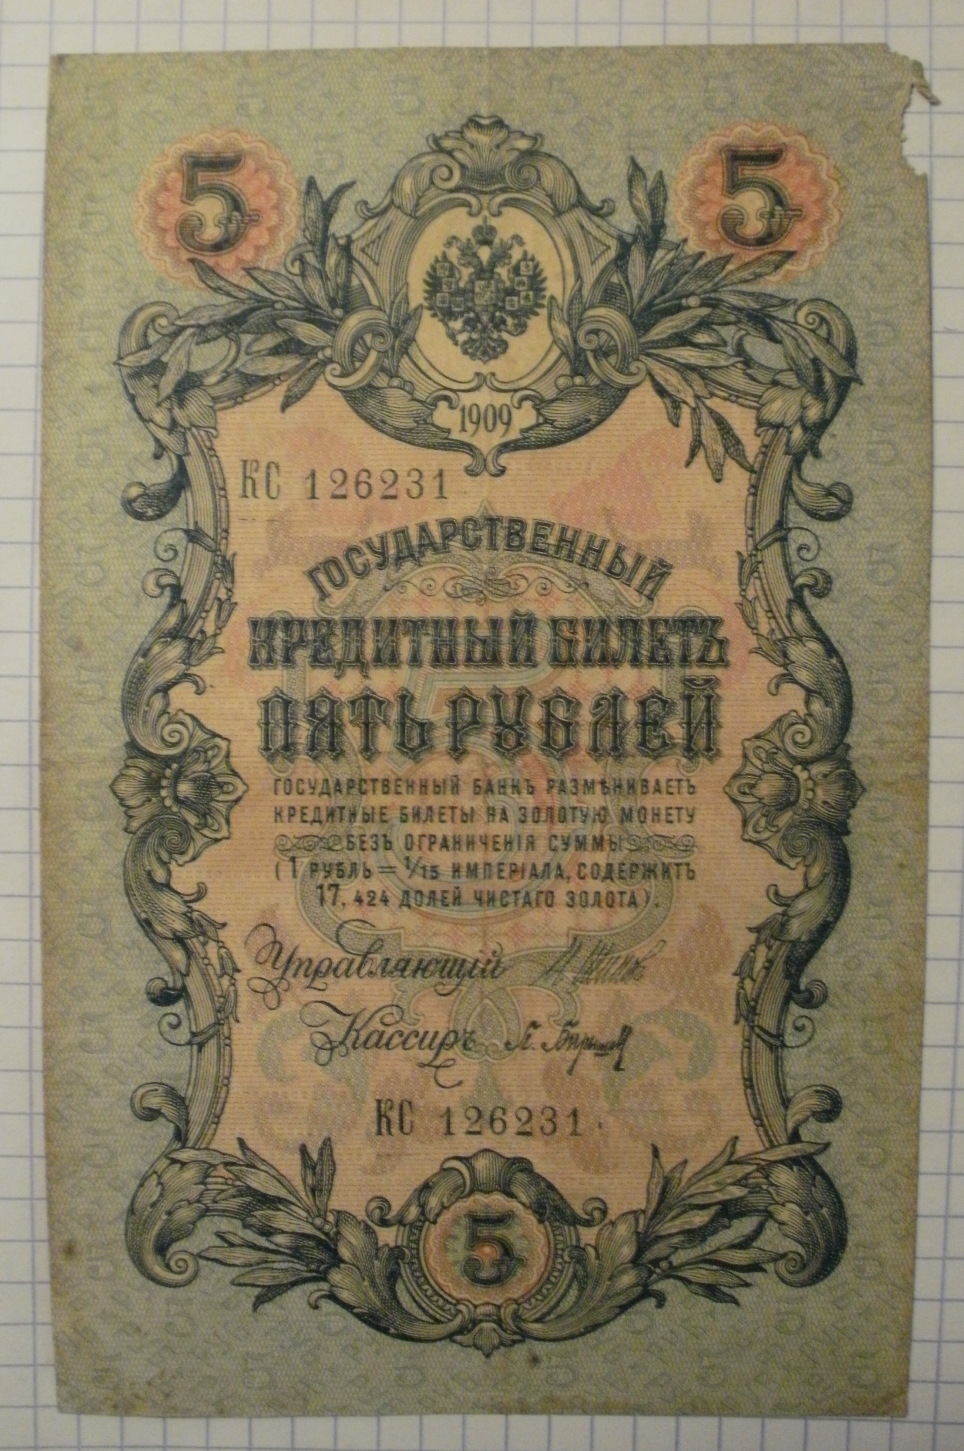 5 5
1909
КС 126231
ГОСУДАРСТВЕННЫЙ
КРЕДИТНЫЙ БИЛЕТЪ
ПЯТЬ РУБЛЕЙ
ГОСУДАРСТВЕННЫЙ БАНКЪ РАЗМѢНИВАЕТЪ
КРЕДИТНЫЕ БИЛЕТЫ НА ЗОЛОТУЮ МОНЕТУ
БЕЗЪ ОГРАНИЧЕНІЯ СУММЫ
(1 РУБЛЬ = 1/15 ИМПЕРІАЛА, СОДЕРЖИТЪ
17,424 ДОЛЕЙ ЧИСТАГО ЗОЛОТА).
Управляющій
Кассиръ
КС 126231
5